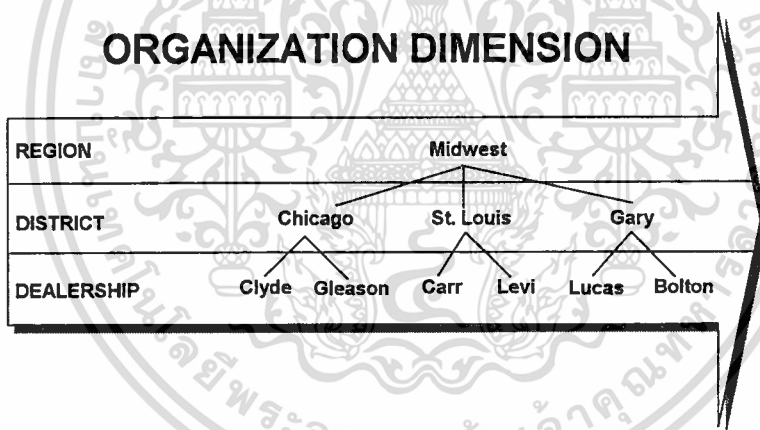 ORGANIZATION DIMENSION
REGION Midwest
DISTRICT Chicago St. Louis Gary
DEALERSHIP Clyde Gleason Carr Levi Lucas Bolton